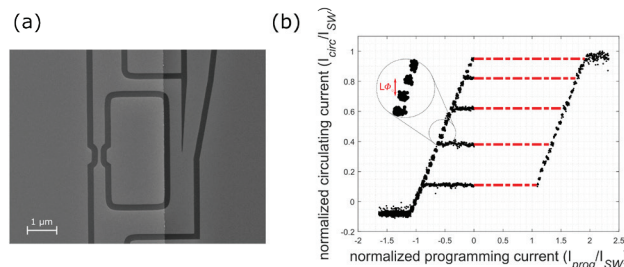 (a)
1 μm
(b)
normalized circulating current (I_circ/I_SW)
1
0.8
0.6
0.4
0.2
0
-0.2
LΦ
-2 -1.5 -1 -0.5 0 0.5 1 1.5 2 2.5
normalized programming current (I_prog/I_SW)